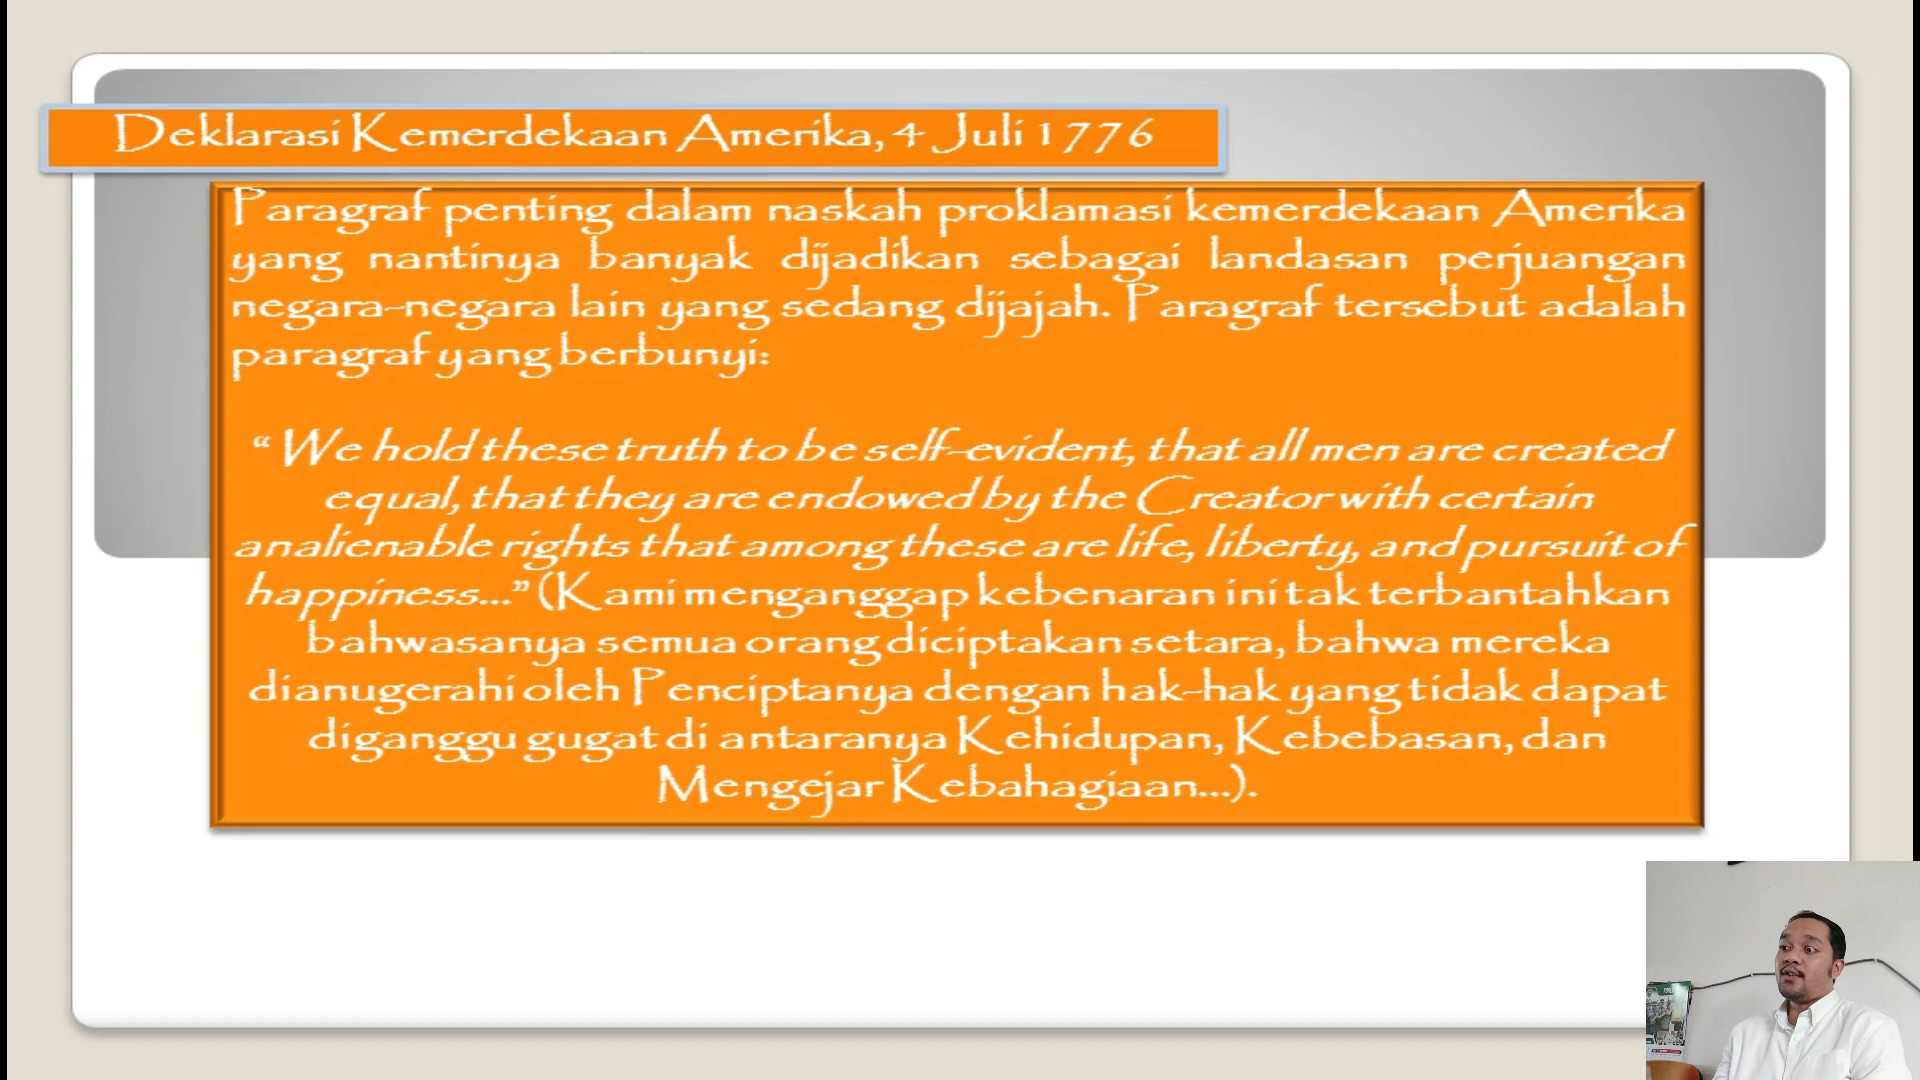 Deklarasi Kemerdekaan Amerika, 4 Juli 1776
Paragraf penting dalam naskah proklamasi kemerdekaan Amerika
yang nantinya banyak dijadikan sebagai landasan perjuangan
negara-negara lain yang sedang dijajah. Paragraf tersebut adalah
paragraf yang berbunyi:
“ We hold these truth to be self-evident, that all men are created
equal, that they are endowed by the Creator with certain
analienable rights that among these are life, liberty, and pursuit of
happiness...” (Kami menganggap kebenaran ini tak terbantahkan
bahwasanya semua orang diciptakan setara, bahwa mereka
dianugerahi oleh Penciptanya dengan hak-hak yang tidak dapat
diganggu gugat di antaranya Kehidupan, Kebebasan, dan
Mengejar Kebahagiaan...).